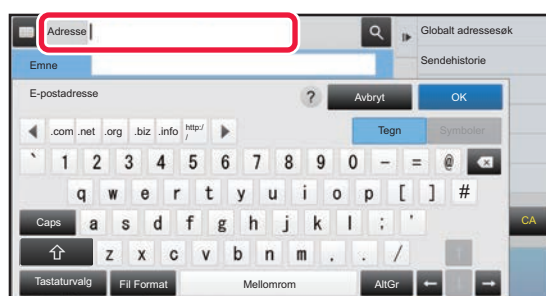 Adresse
Globalt adressesøk
Emne
Sendehistorie
E-postadresse
?
Avbryt
OK
.com .net .org .biz .info http:/ /
Tegn
Symboler
` 1 2 3 4 5 6 7 8 9 0 - = @
q w e r t y u i o p [ ] #
Caps a s d f g h j k l ; '
CA
z x c v b n m . . /
Tastaturvalg
Fil Format
Mellomrom
AltGr